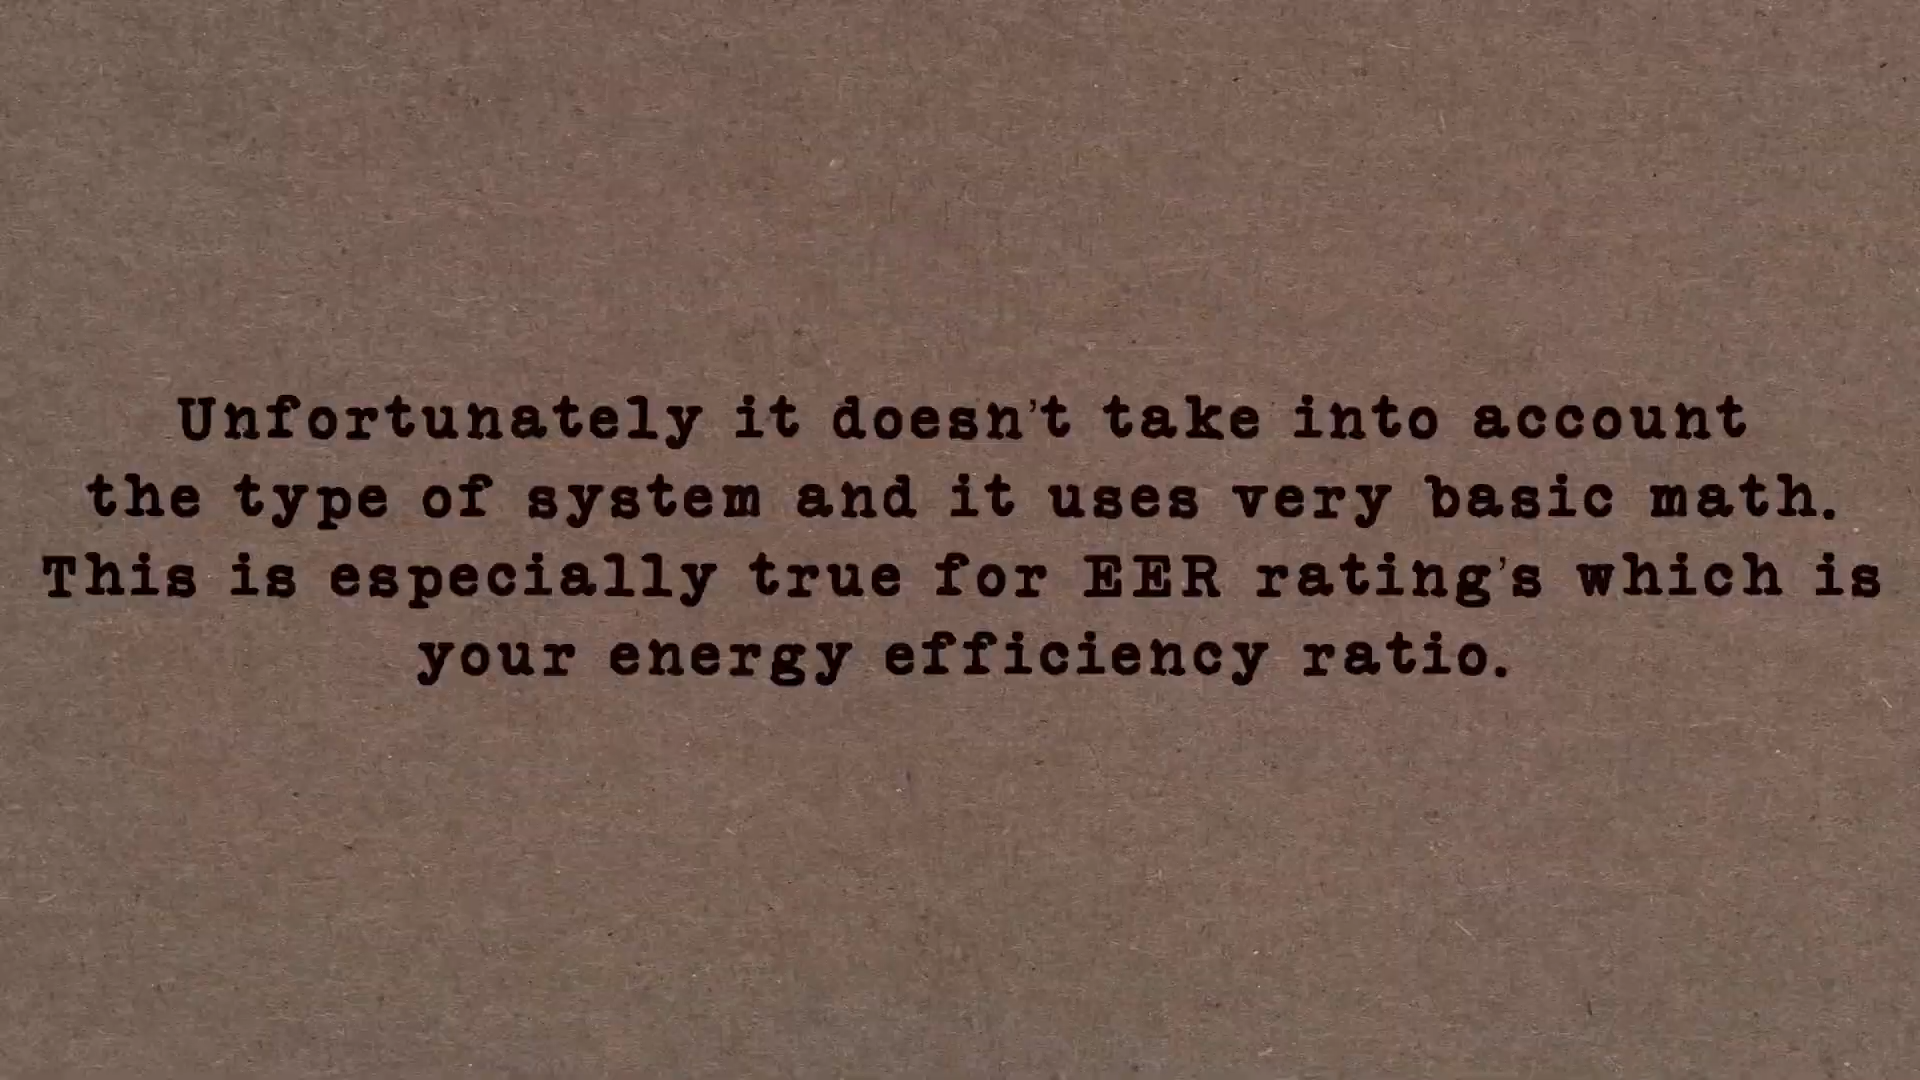 Unfortunately it doesn't take into account
the type of system and it uses very basic math.
This is especially true for EER rating's which is
your energy efficiency ratio.